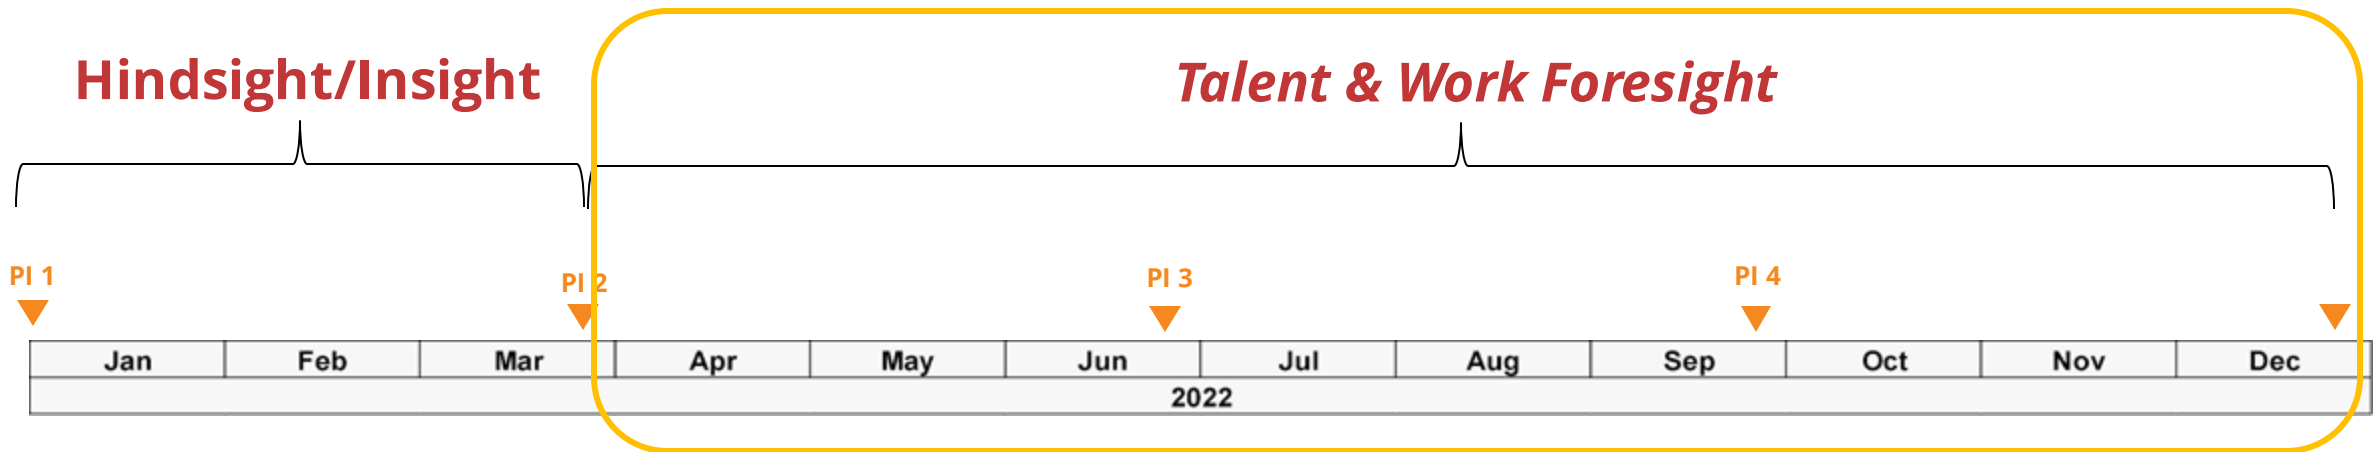 Hindsight/Insight
Talent & Work Foresight
PI 1
PI 2
PI 3
PI 4
Jan Feb Mar Apr May Jun Jul Aug Sep Oct Nov Dec
2022